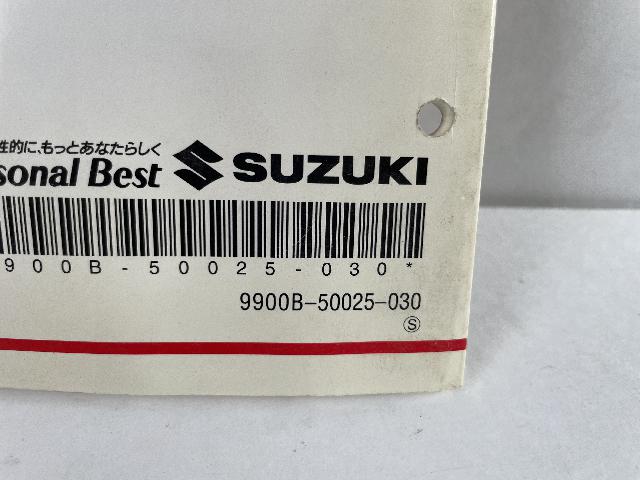 性的に、もっとあなたらしく
sonal Best SUZUKI
900B-50025-030*
9900B-50025-030
Ⓢ